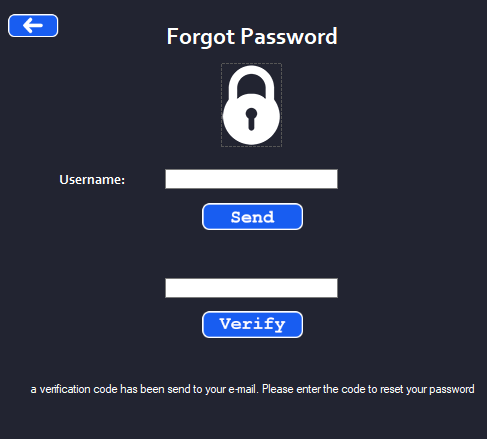 Forgot Password
Username:
Send
Verify
a verification code has been send to your e-mail. Please enter the code to reset your password